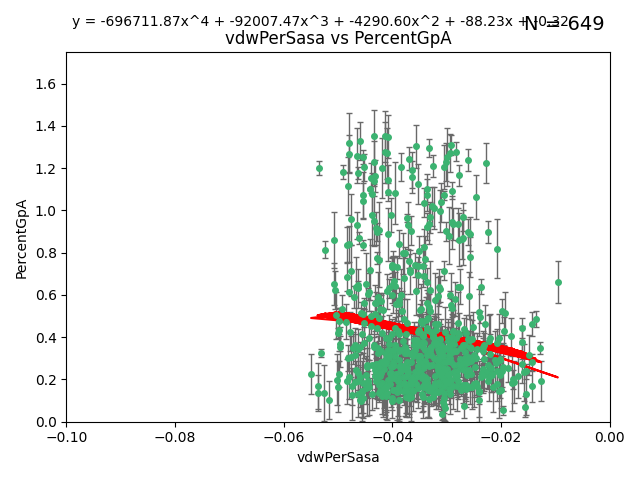 y = -696711.87x^4 + -92007.47x^3 + -4290.60x^2 + -88.23x +
N = 649
vdwPerSasa vs PercentGpA
PercentGpA
1.6
1.4
1.2
1.0
0.8
0.6
0.4
0.2
0.0
−0.10 −0.08 −0.06 −0.04 −0.02 0.00
vdwPerSasa